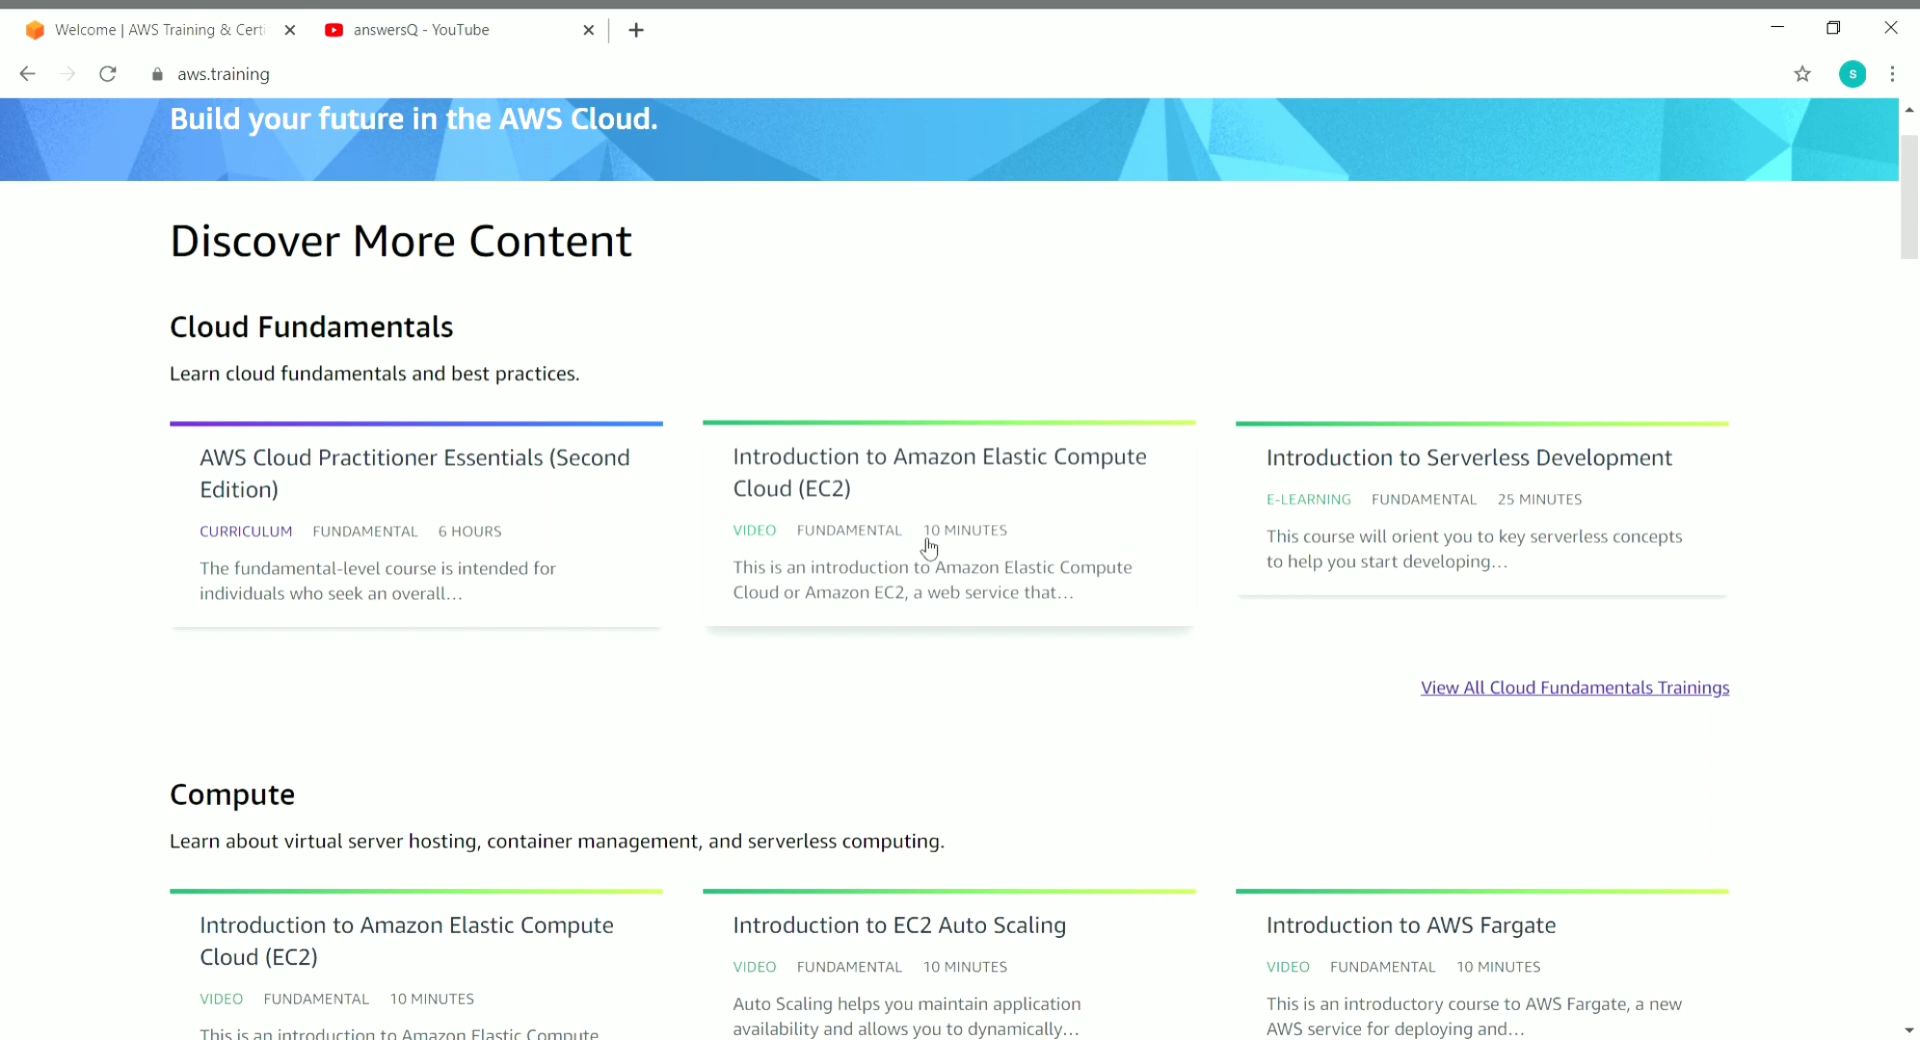 Welcome | AWS Training & Certi
answersQ - YouTube
aws.training
S
Build your future in the AWS Cloud.
Discover More Content
Cloud Fundamentals
Learn cloud fundamentals and best practices.
AWS Cloud Practitioner Essentials (Second
Edition)
CURRICULUM FUNDAMENTAL 6 HOURS
The fundamental-level course is intended for
individuals who seek an overall...
Introduction to Amazon Elastic Compute
Cloud (EC2)
VIDEO FUNDAMENTAL 10 MINUTES
This is an introduction to Amazon Elastic Compute
Cloud or Amazon EC2, a web service that...
Introduction to Serverless Development
E-LEARNING FUNDAMENTAL 25 MINUTES
This course will orient you to key serverless concepts
to help you start developing...
View All Cloud Fundamentals Trainings
Compute
Learn about virtual server hosting, container management, and serverless computing.
Introduction to Amazon Elastic Compute
Cloud (EC2)
VIDEO FUNDAMENTAL 10 MINUTES
This is an introduction to Amazon Elastic Compute
Introduction to EC2 Auto Scaling
VIDEO FUNDAMENTAL 10 MINUTES
Auto Scaling helps you maintain application
availability and allows you to dynamically...
Introduction to AWS Fargate
VIDEO FUNDAMENTAL 10 MINUTES
This is an introductory course to AWS Fargate, a new
AWS service for deploying and...